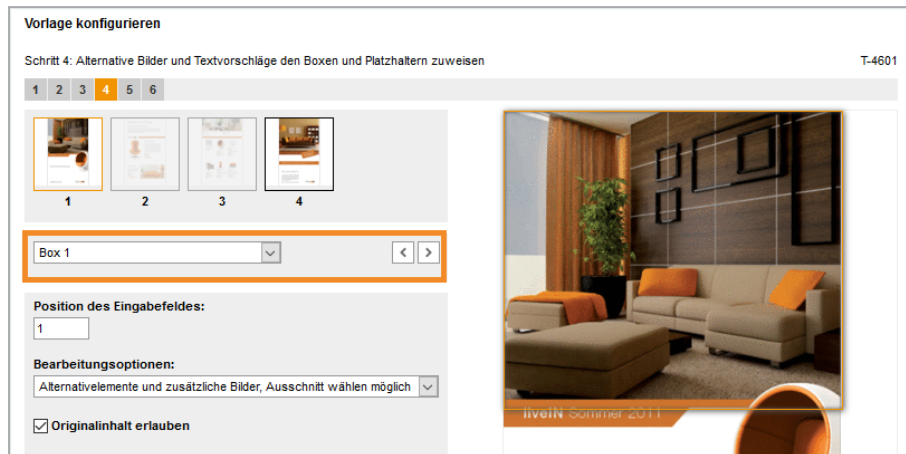 Vorlage konfigurieren
Schritt 4: Alternative Bilder und Textvorschläge den Boxen und Platzhaltern zuweisen T-4601
1 2 3 4 5 6
1 2 3 4
Box 1
Position des Eingabefeldes:
1
Bearbeitungsoptionen:
Alternativelemente und zusätzliche Bilder, Ausschnitt wählen möglich
Originalinhalt erlauben
liveIN Sommer 2011